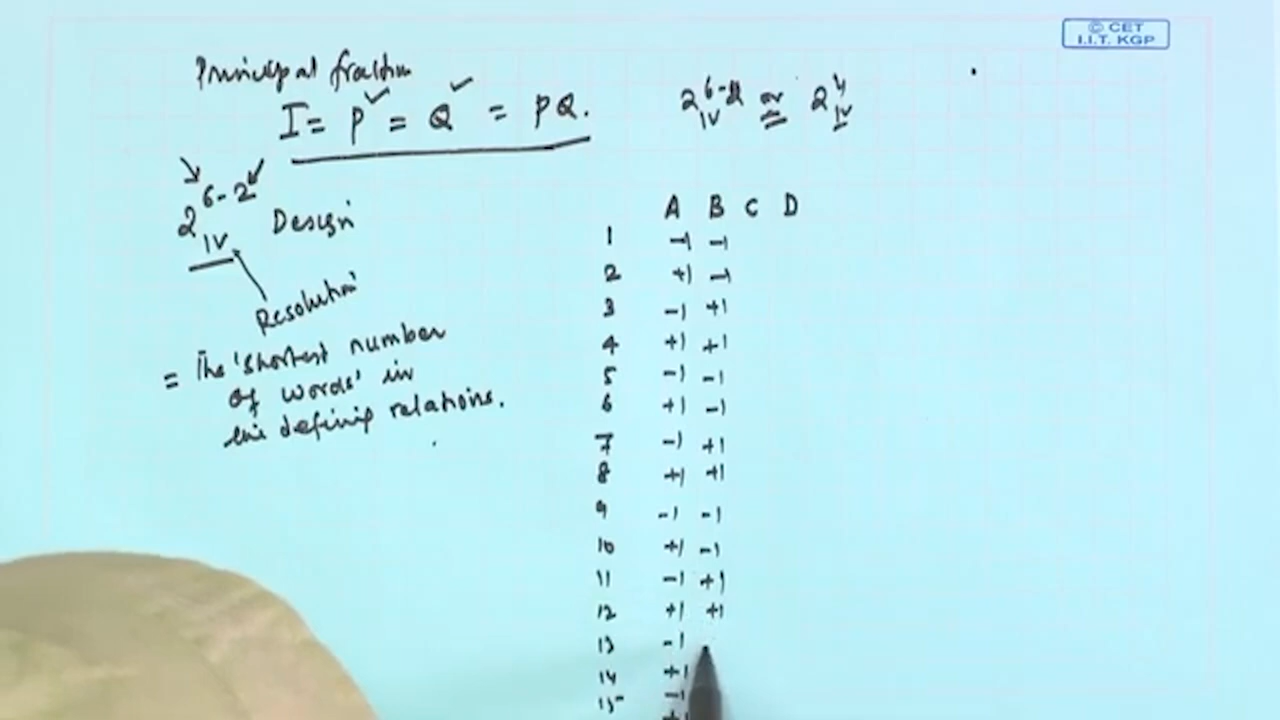 © CET
I.I.T. KGP
Principal fraction
I = P = Q = PQ.
2 6-2 IV or 2 4 IV
2 6-2 IV Design
Resolution
= The 'shortest number
of words' in
the defining relations.
A B C D
1 -1 -1
2 +1 -1
3 -1 +1
4 +1 +1
5 -1 -1
6 +1 -1
7 -1 +1
8 +1 +1
9 -1 -1
10 +1 -1
11 -1 +1
12 +1 +1
13 -1
14 +1
15 -1
+1